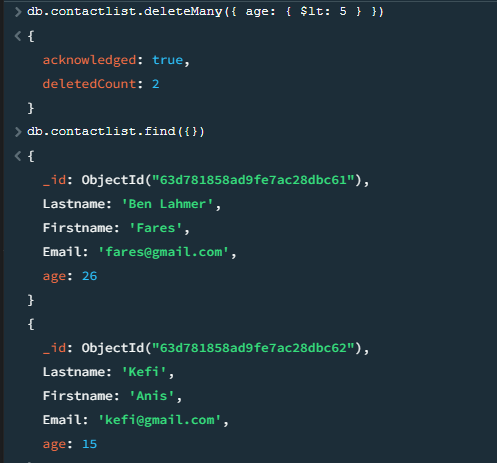 > db.contactlist.deleteMany({ age: { $lt: 5 } })
< {
acknowledged: true,
deletedCount: 2
}
> db.contactlist.find({})
< {
_id: ObjectId("63d781858ad9fe7ac28dbc61"),
Lastname: 'Ben Lahmer',
Firstname: 'Fares',
Email: 'fares@gmail.com',
age: 26
}
{
_id: ObjectId("63d781858ad9fe7ac28dbc62"),
Lastname: 'Kefi',
Firstname: 'Anis',
Email: 'kefi@gmail.com',
age: 15
}